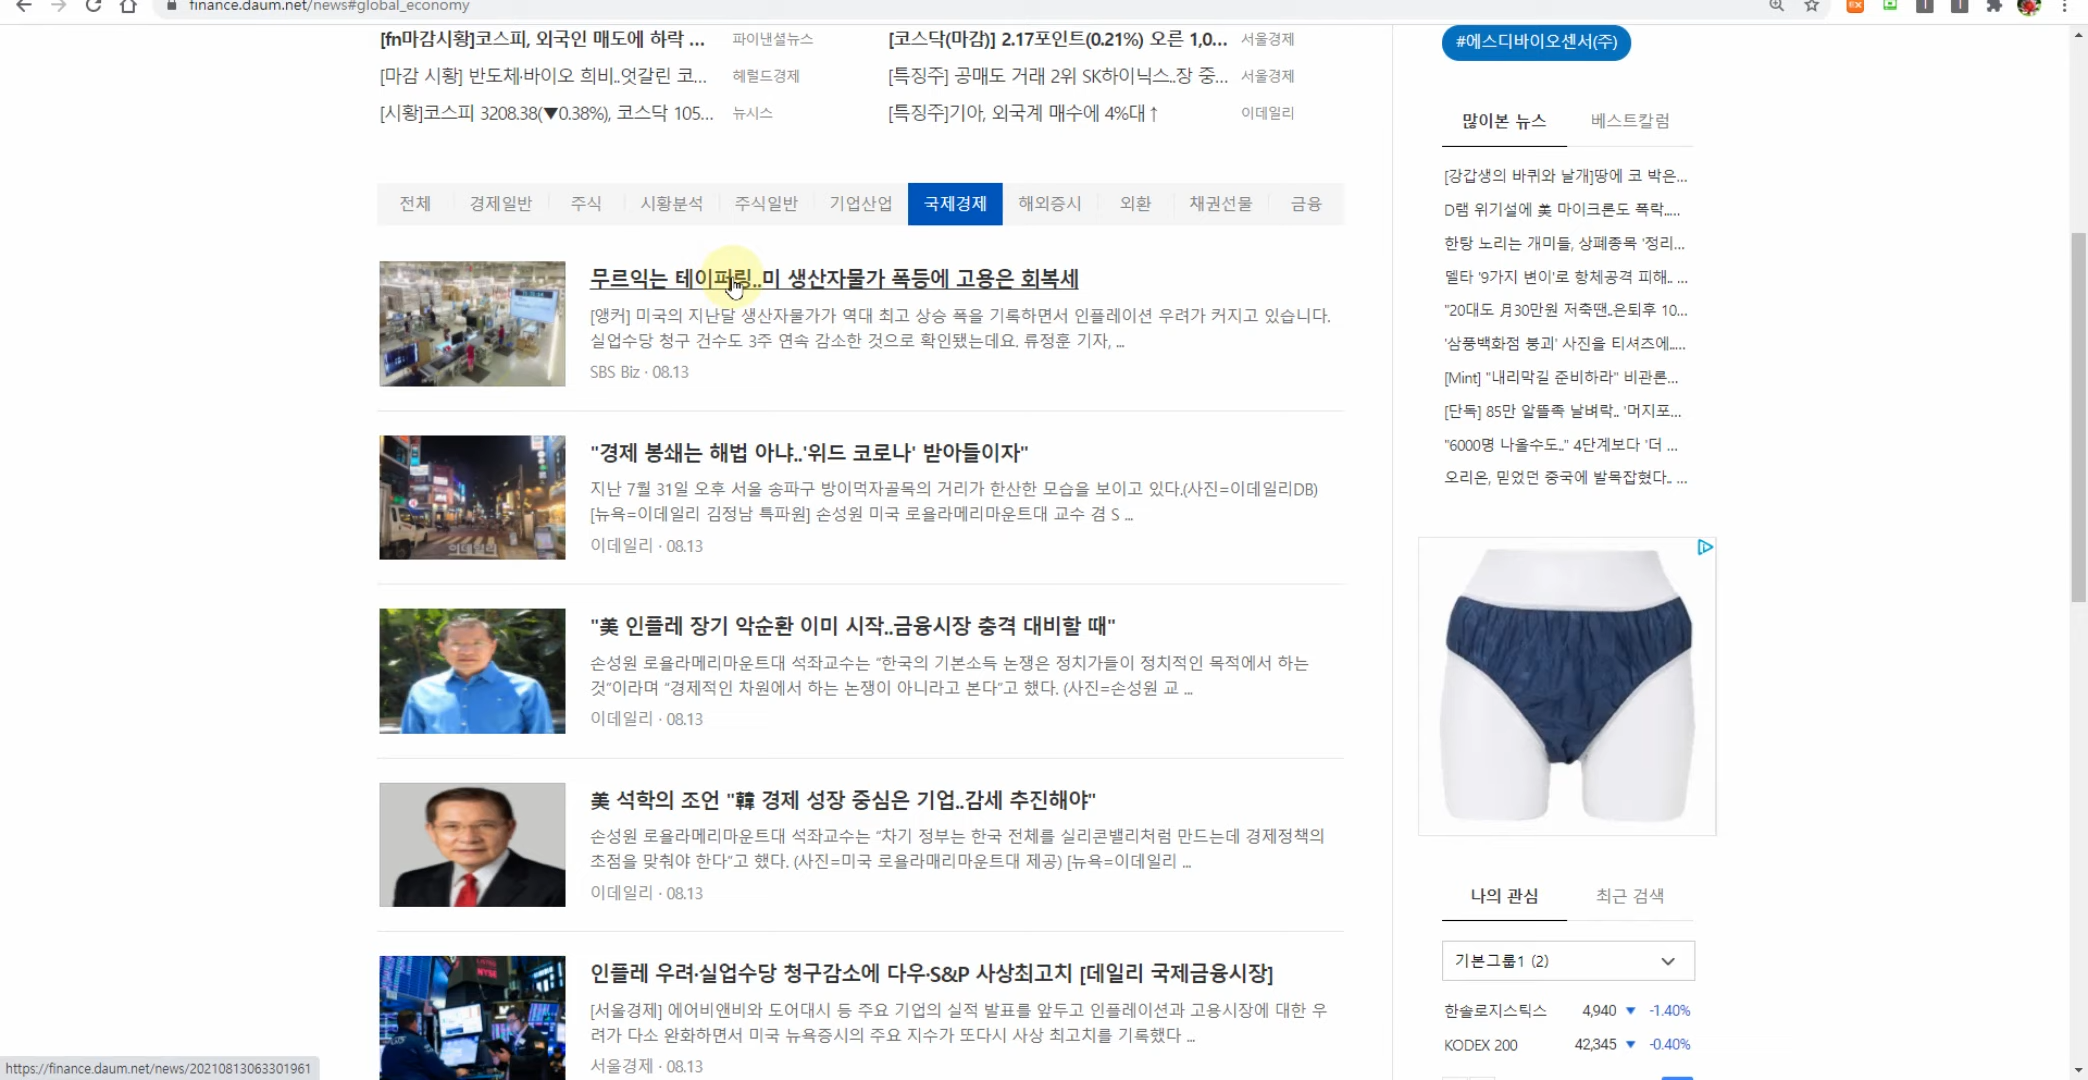 finance.daum.net/news#global_economy
[fn마감시황]코스피, 외국인 매도에 하락 ... 파이낸셜뉴스
[코스닥(마감)] 2.17포인트(0.21%) 오른 1,0... 서울경제
[마감 시황] 반도체·바이오 희비..엇갈린 코... 헤럴드경제
[특징주] 공매도 거래 2위 SK하이닉스..장 중... 서울경제
[시황]코스피 3208.38(▼0.38%), 코스닥 105... 뉴시스
[특징주]기아, 외국계 매수에 4%대↑ 이데일리
전체 경제일반 주식 시황분석 주식일반 기업산업 국제경제 해외증시 외환 채권선물 금융
무르익는 테이퍼링..미 생산자물가 폭등에 고용은 회복세
[앵커] 미국의 지난달 생산자물가가 역대 최고 상승 폭을 기록하면서 인플레이션 우려가 커지고 있습니다.
실업수당 청구 건수도 3주 연속 감소한 것으로 확인됐는데요. 류정훈 기자, ...
SBS Biz · 08.13
"경제 봉쇄는 해법 아냐..'위드 코로나' 받아들이자"
지난 7월 31일 오후 서울 송파구 방이먹자골목의 거리가 한산한 모습을 보이고 있다.(사진=이데일리DB)
[뉴욕=이데일리 김정남 특파원] 손성원 미국 로욜라메리마운트대 교수 겸 S ...
이데일리 · 08.13
"美 인플레 장기 악순환 이미 시작..금융시장 충격 대비할 때"
손성원 로욜라메리마운트대 석좌교수는 “한국의 기본소득 논쟁은 정치가들이 정치적인 목적에서 하는
것”이라며 “경제적인 차원에서 하는 논쟁이 아니라고 본다”고 했다. (사진=손성원 교 ...
이데일리 · 08.13
美 석학의 조언 "韓 경제 성장 중심은 기업..감세 추진해야"
손성원 로욜라메리마운트대 석좌교수는 “차기 정부는 한국 전체를 실리콘밸리처럼 만드는데 경제정책의
초점을 맞춰야 한다”고 했다. (사진=미국 로욜라매리마운트대 제공) [뉴욕=이데일리 ...
이데일리 · 08.13
인플레 우려·실업수당 청구감소에 다우·S&P 사상최고치 [데일리 국제금융시장]
[서울경제] 에어비앤비와 도어대시 등 주요 기업의 실적 발표를 앞두고 인플레이션과 고용시장에 대한 우
려가 다소 완화하면서 미국 뉴욕증시의 주요 지수가 또다시 사상 최고치를 기록했다 ...
서울경제 · 08.13
#에스디바이오센서(주)
많이본 뉴스 베스트칼럼
[강갑생의 바퀴와 날개]땅에 코 박은...
D램 위기설에 美 마이크론도 폭락.....
한탕 노리는 개미들, 상폐종목 '정리...
델타 '9가지 변이'로 항체공격 피해.. ...
"20대도 月30만원 저축땐..은퇴후 10...
'삼풍백화점 붕괴' 사진을 티셔츠에.....
[Mint] "내리막길 준비하라" 비관론...
[단독] 85만 알뜰족 날벼락.. '머지포...
"6000명 나올수도.." 4단계보다 '더 ...
오리온, 믿었던 중국에 발목잡혔다.. ...
나의 관심 최근 검색
기본그룹1 (2)
한솔로지스틱스 4,940 ▼ -1.40%
KODEX 200 42,345 ▼ -0.40%
https://finance.daum.net/news/20210813063301961